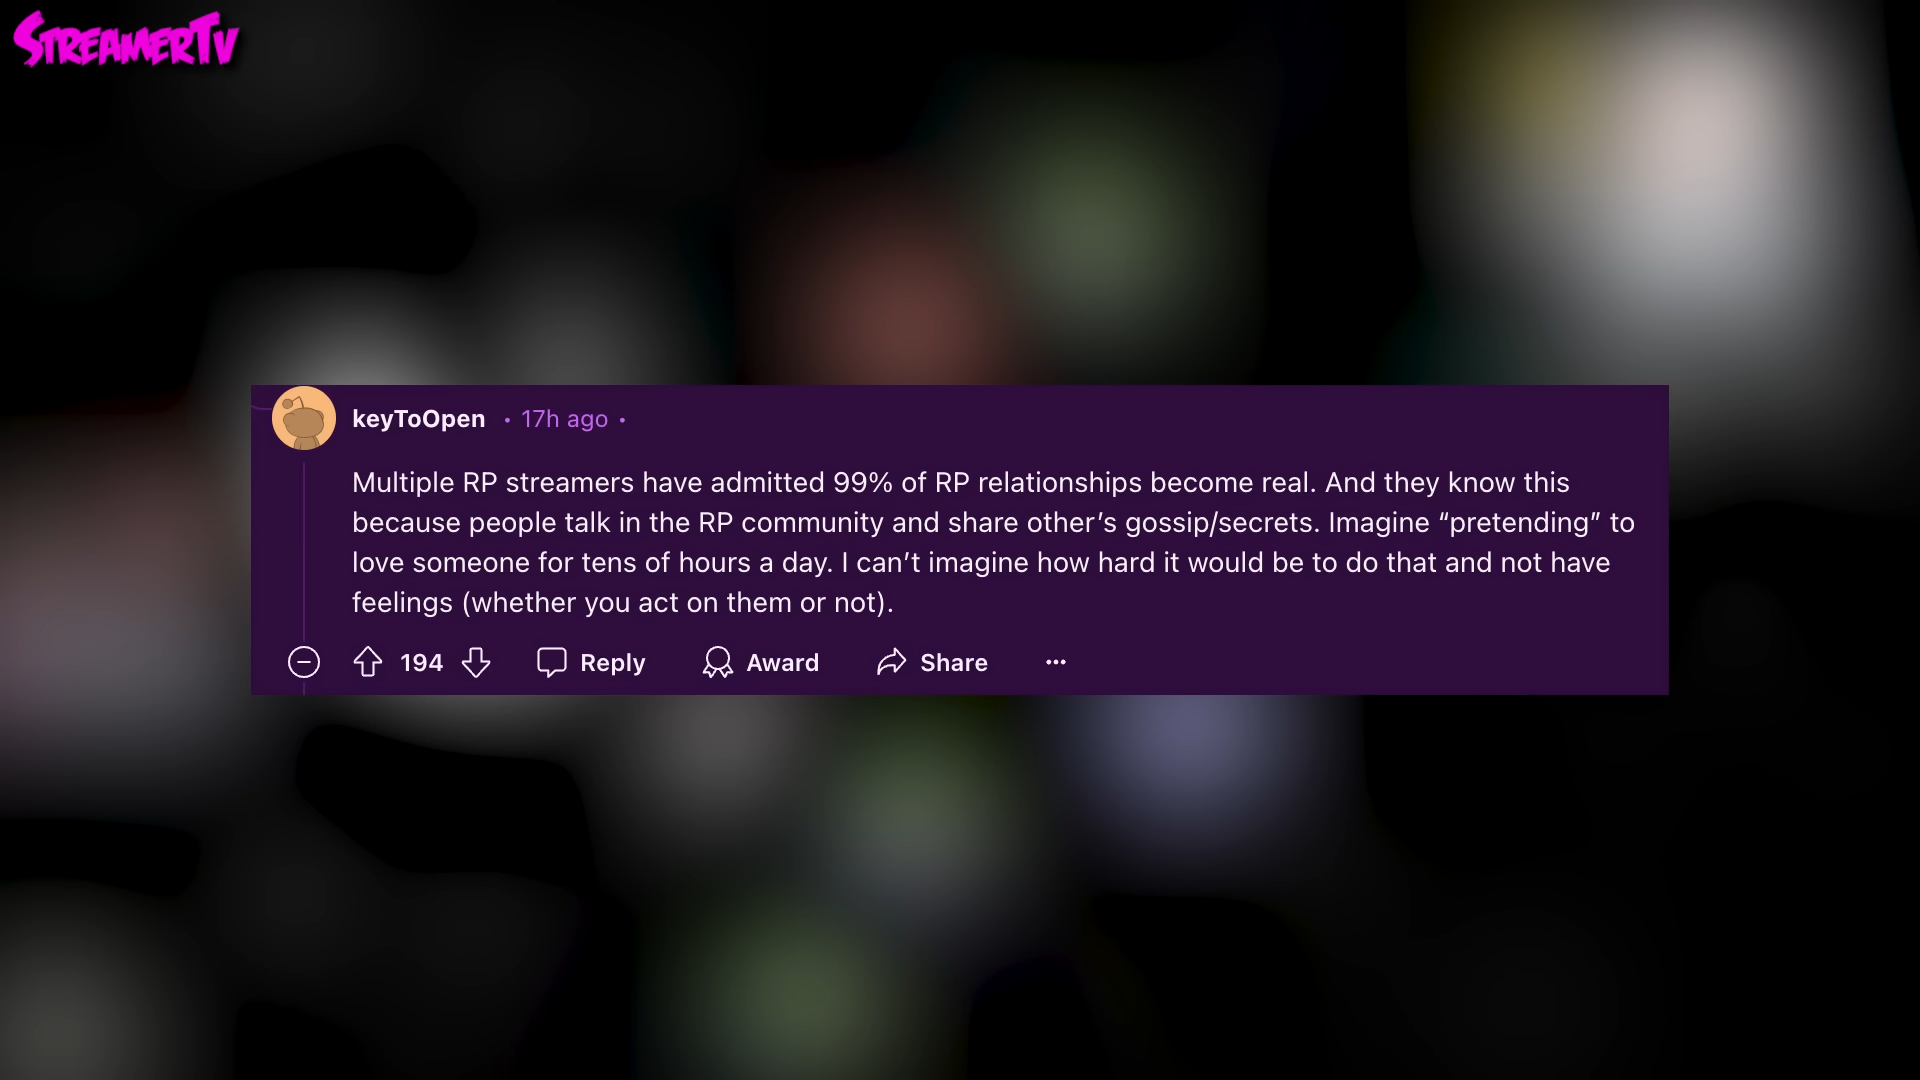 STREAMERTV
keyToOpen • 17h ago •
Multiple RP streamers have admitted 99% of RP relationships become real. And they know this
because people talk in the RP community and share other’s gossip/secrets. Imagine “pretending” to
love someone for tens of hours a day. I can’t imagine how hard it would be to do that and not have
feelings (whether you act on them or not).
194 Reply Award Share ...